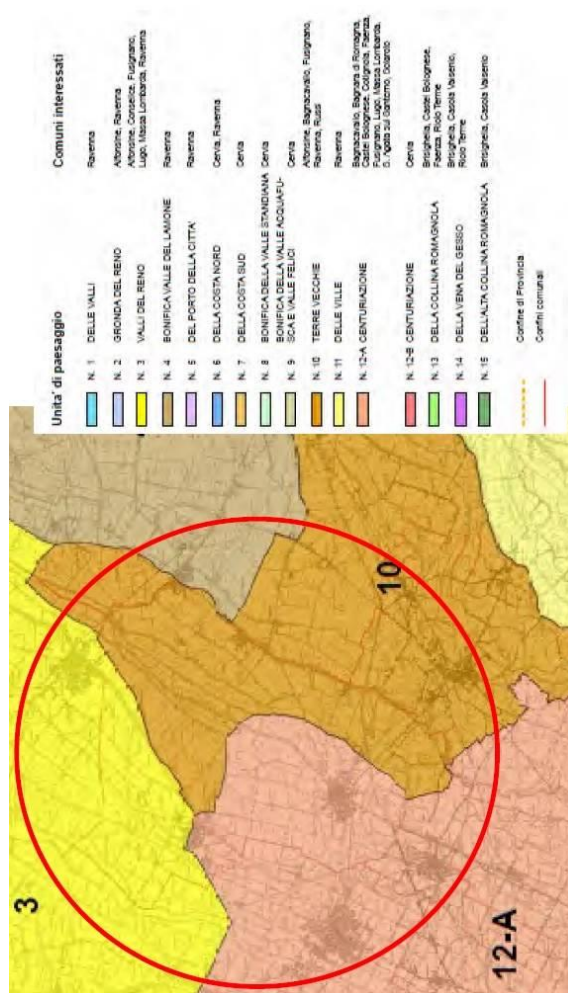 Unita' di paesaggio
Comuni interessati
N. 1 DELLE VALLI
Ravenna
N. 2 GRONDA DEL RENO
Alfonsine, Ravenna
N. 3 VALLI DEL RENO
Alfonsine, Conselice, Fusignano,
Lugo, Massa Lombarda, Ravenna
N. 4 BONIFICA VALLE DEL LAMONE
Ravenna
N. 5 DEL PORTO DELLA CITTA'
Ravenna
N. 6 DELLA COSTA NORD
Cervia, Ravenna
N. 7 DELLA COSTA SUD
Cervia
N. 8 BONIFICA DELLA VALLE STANDIANA
Cervia
N. 9 BONIFICA DELLA VALLE ACQUAFU-
SCA E VALLE FELICI
Cervia
N. 10 TERRE VECCHIE
Alfonsine, Bagnacavallo, Fusignano,
Ravenna, Russi
N. 11 DELLE VILLE
Ravenna
N. 12-A CENTURIAZIONE
Bagnacavallo, Bagnara di Romagna,
Castel Bolognese, Cotignola, Faenza,
Fusignano, Lugo, Massa Lombarda,
S. Agata sul Santerno, Solarolo
N. 12-B CENTURIAZIONE
Cervia
N. 13 DELLA COLLINA ROMAGNOLA
Brisighella, Castel Bolognese,
Faenza, Riolo Terme
N. 14 DELLA VENA DEL GESSO
Brisighella, Casola Valsenio,
Riolo Terme
N. 15 DELL'ALTA COLLINA ROMAGNOLA
Brisighella, Casola Valsenio
Confine di Provincia
Confini comunali
3
10
12-A